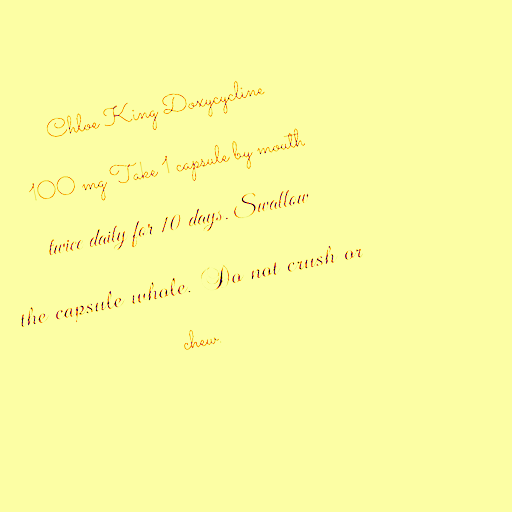 Chloe King Doxycycline
100 mg Take 1 capsule by mouth
twice daily for 10 days. Swallow
the capsule whole. Do not crush or
chew.